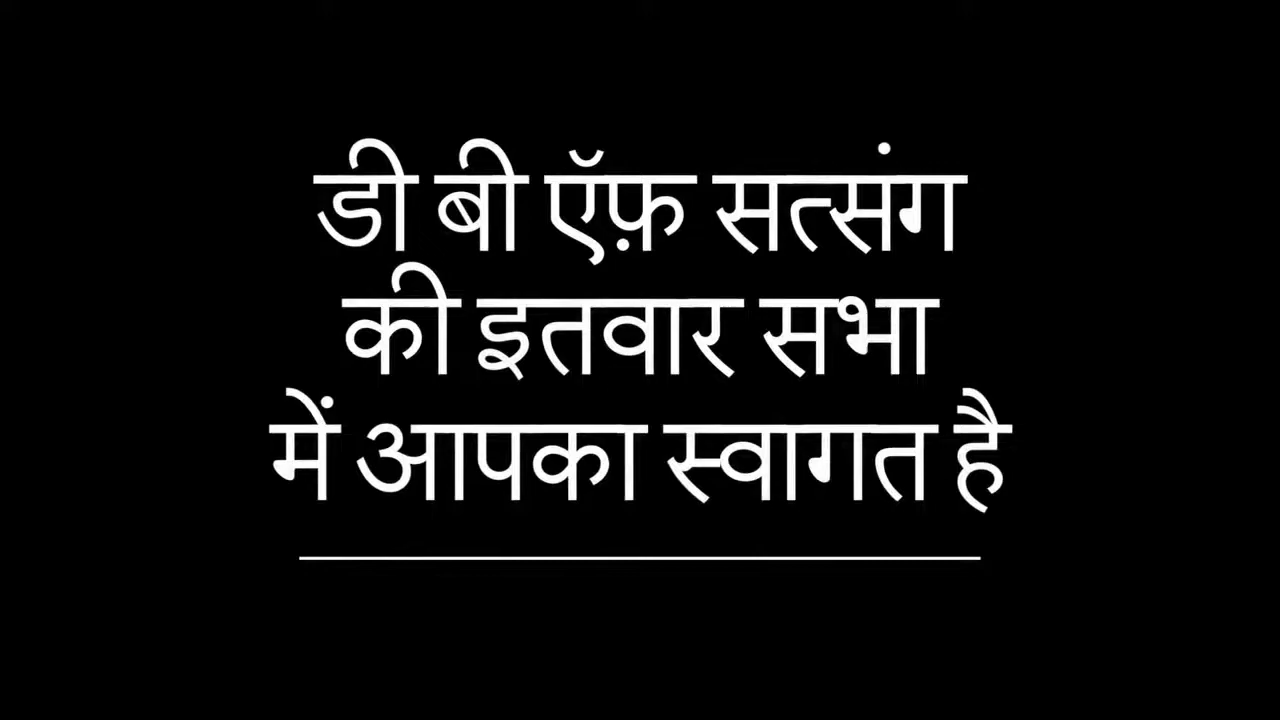 डी बी ऍफ़ सत्संग
की इतवार सभा
में आपका स्वागत है